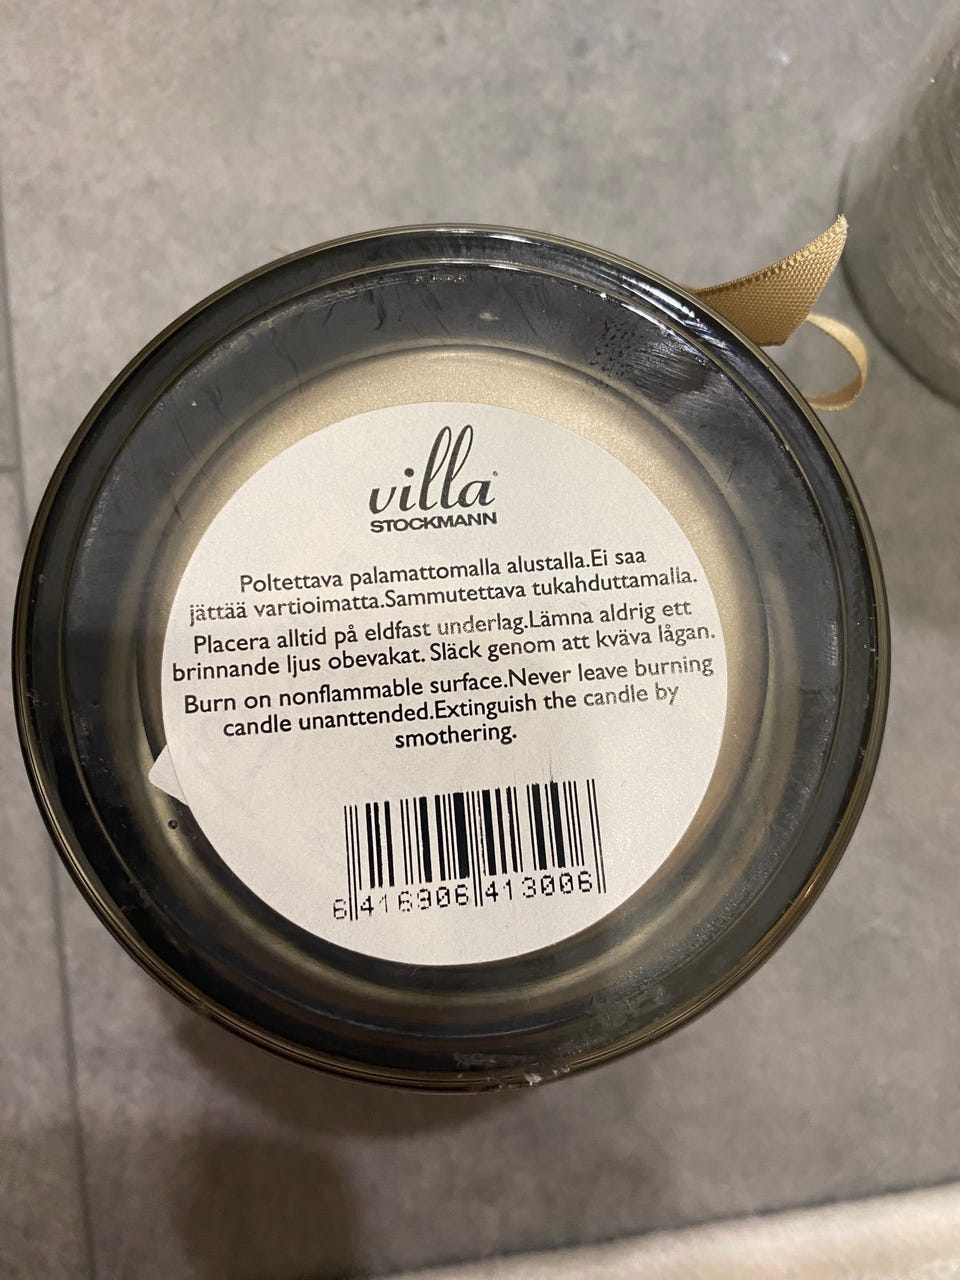 villa
STOCKMANN
Poltettava palamattomalla alustalla.Ei saa
jättää vartioimatta.Sammutettava tukahduttamalla.
Placera alltid på eldfast underlag.Lämna aldrig ett
brinnande ljus obevakat. Släck genom att kväva lågan.
Burn on nonflammable surface.Never leave burning
candle unanttended.Extinguish the candle by
smothering.
6 416906 413006